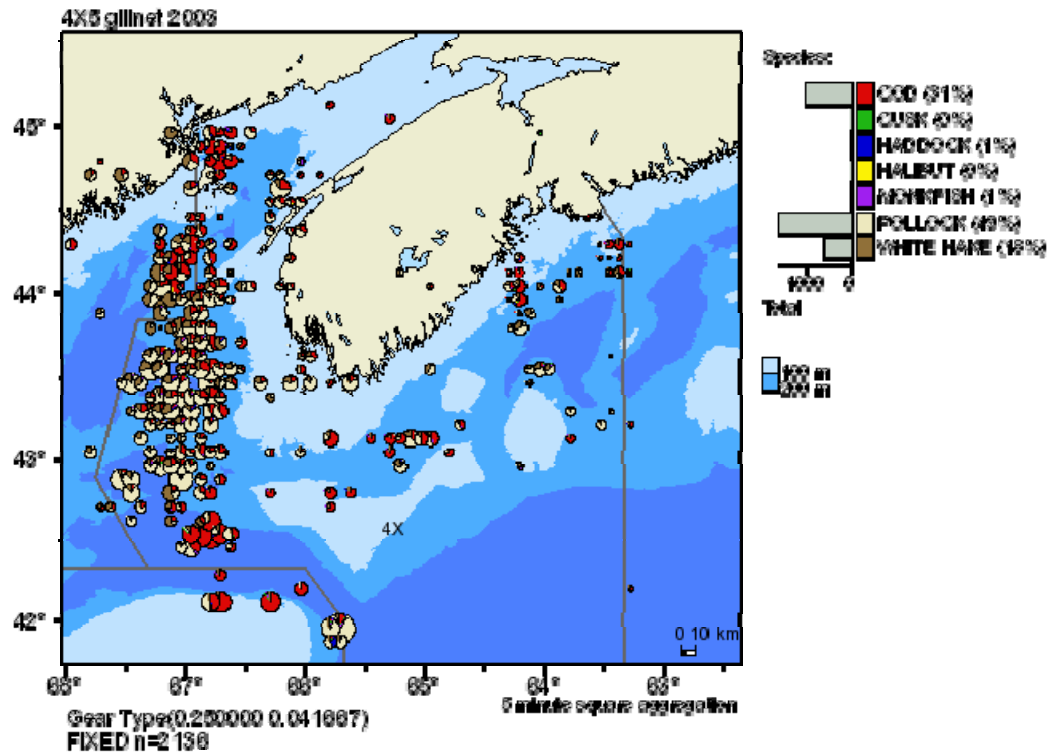 4X5 gillnet 2003
Species:
COD (31%)
CUSK (0%)
HADDOCK (1%)
HALIBUT (0%)
MONKFISH (1%)
POLLOCK (49%)
WHITE HAKE (18%)
1000 0
Total
100 m
200 m
45°
44°
43°
42°
4X
0 10 km
68° 67° 66° 65° 64° 63°
5 minute square aggregation
Gear Type(0.250000 0.041667)
FIXED n=2136